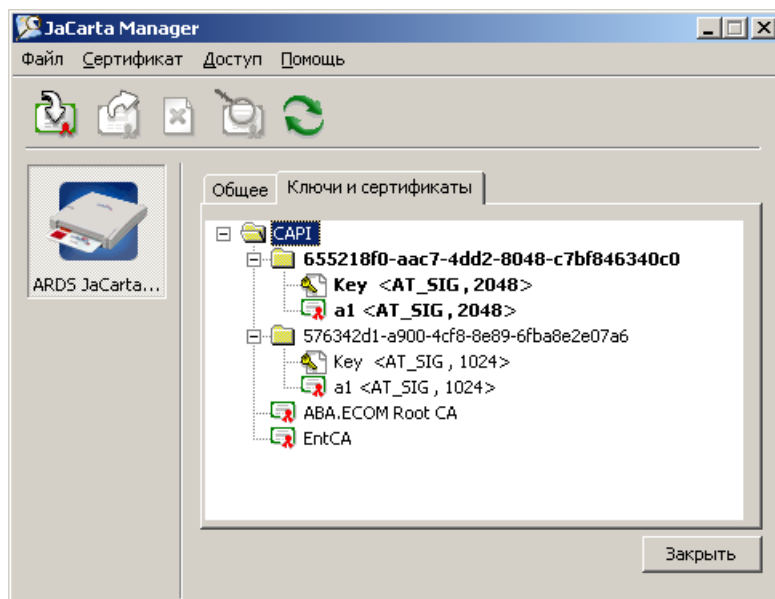 JaCarta Manager
Файл Сертификат Доступ Помощь
ARDS JaCarta...
Общее Ключи и сертификаты
CAPI
655218f0-aac7-4dd2-8048-c7bf846340c0
Key <AT_SIG, 2048>
a1 <AT_SIG, 2048>
576342d1-a900-4cf8-8e89-6fba8e2e07a6
Key <AT_SIG, 1024>
a1 <AT_SIG, 1024>
ABA.ECOM Root CA
EntCA
Закрыть